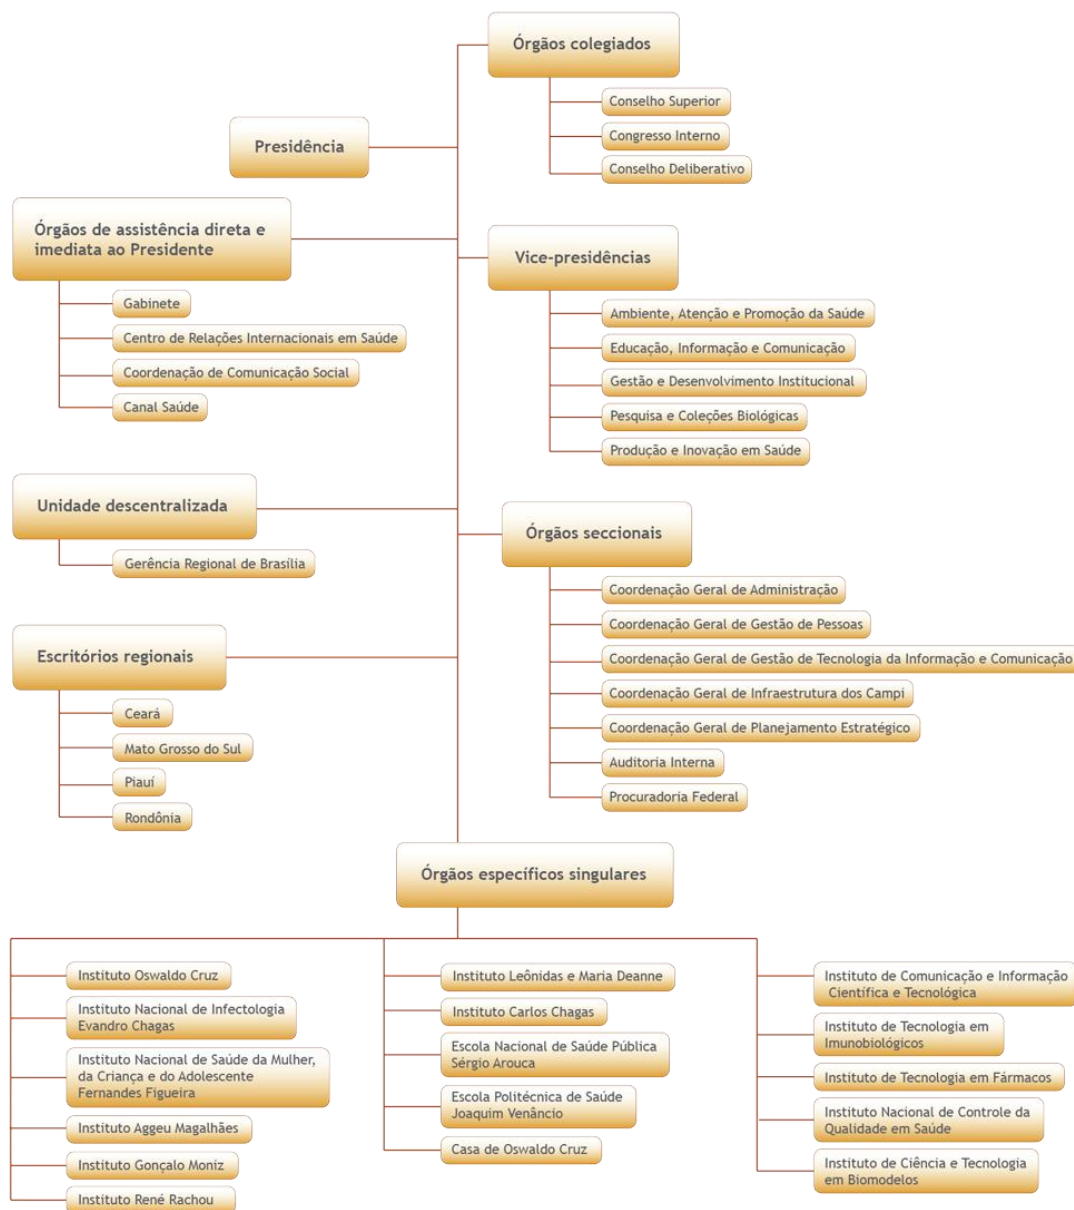 Órgãos colegiados
Conselho Superior
Congresso Interno
Conselho Deliberativo
Presidência
Órgãos de assistência direta e
imediata ao Presidente
Gabinete
Centro de Relações Internacionais em Saúde
Coordenação de Comunicação Social
Canal Saúde
Vice-presidências
Ambiente, Atenção e Promoção da Saúde
Educação, Informação e Comunicação
Gestão e Desenvolvimento Institucional
Pesquisa e Coleções Biológicas
Produção e Inovação em Saúde
Unidade descentralizada
Gerência Regional de Brasília
Órgãos seccionais
Coordenação Geral de Administração
Coordenação Geral de Gestão de Pessoas
Coordenação Geral de Gestão de Tecnologia da Informação e Comunicação
Coordenação Geral de Infraestrutura dos Campi
Coordenação Geral de Planejamento Estratégico
Auditoria Interna
Procuradoria Federal
Escritórios regionais
Ceará
Mato Grosso do Sul
Piauí
Rondônia
Órgãos específicos singulares
Instituto Oswaldo Cruz
Instituto Nacional de Infectologia
Evandro Chagas
Instituto Nacional de Saúde da Mulher,
da Criança e do Adolescente
Fernandes Figueira
Instituto Aggeu Magalhães
Instituto Gonçalo Moniz
Instituto René Rachou
Instituto Leônidas e Maria Deanne
Instituto Carlos Chagas
Escola Nacional de Saúde Pública
Sérgio Arouca
Escola Politécnica de Saúde
Joaquim Venâncio
Casa de Oswaldo Cruz
Instituto de Comunicação e Informação
Científica e Tecnológica
Instituto de Tecnologia em
Imunobiológicos
Instituto de Tecnologia em Fármacos
Instituto Nacional de Controle da
Qualidade em Saúde
Instituto de Ciência e Tecnologia
em Biomodelos